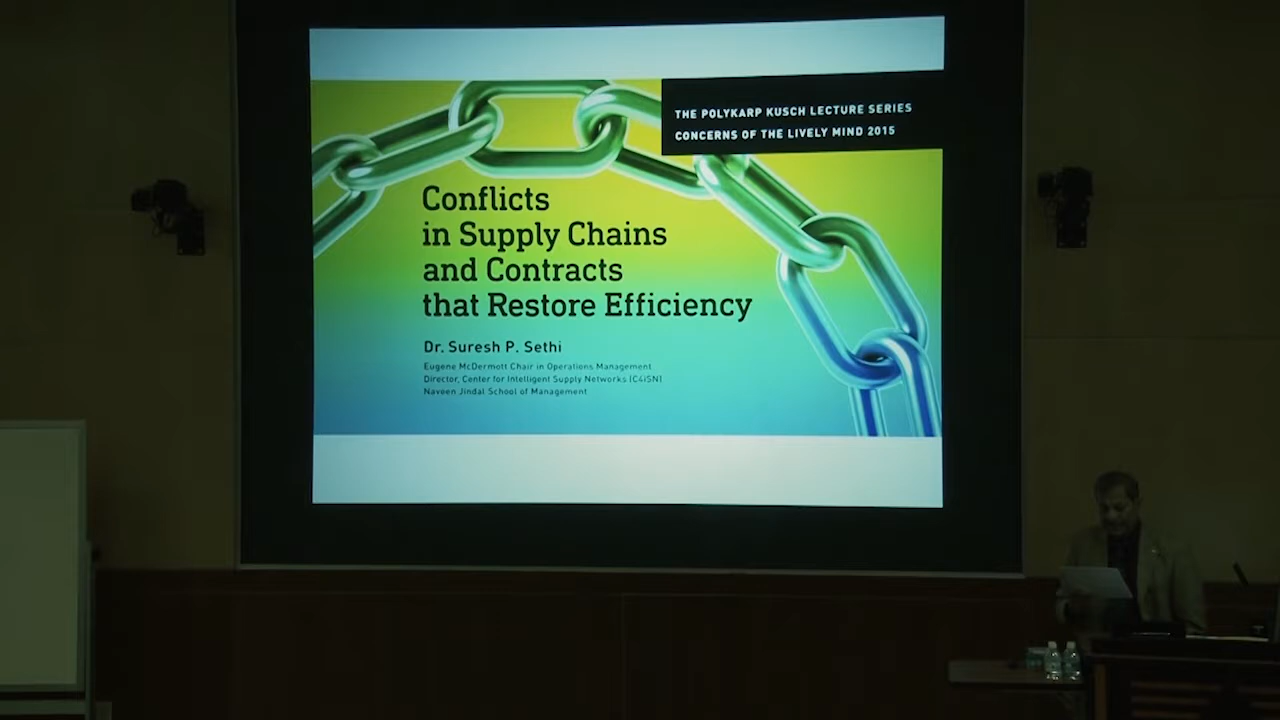 THE POLYKARP KUSCH LECTURE SERIES
CONCERNS OF THE LIVELY MIND 2015
Conflicts
in Supply Chains
and Contracts
that Restore Efficiency
Dr. Suresh P. Sethi
Eugene McDermott Chair in Operations Management
Director, Center for Intelligent Supply Networks (C4iSN)
Naveen Jindal School of Management